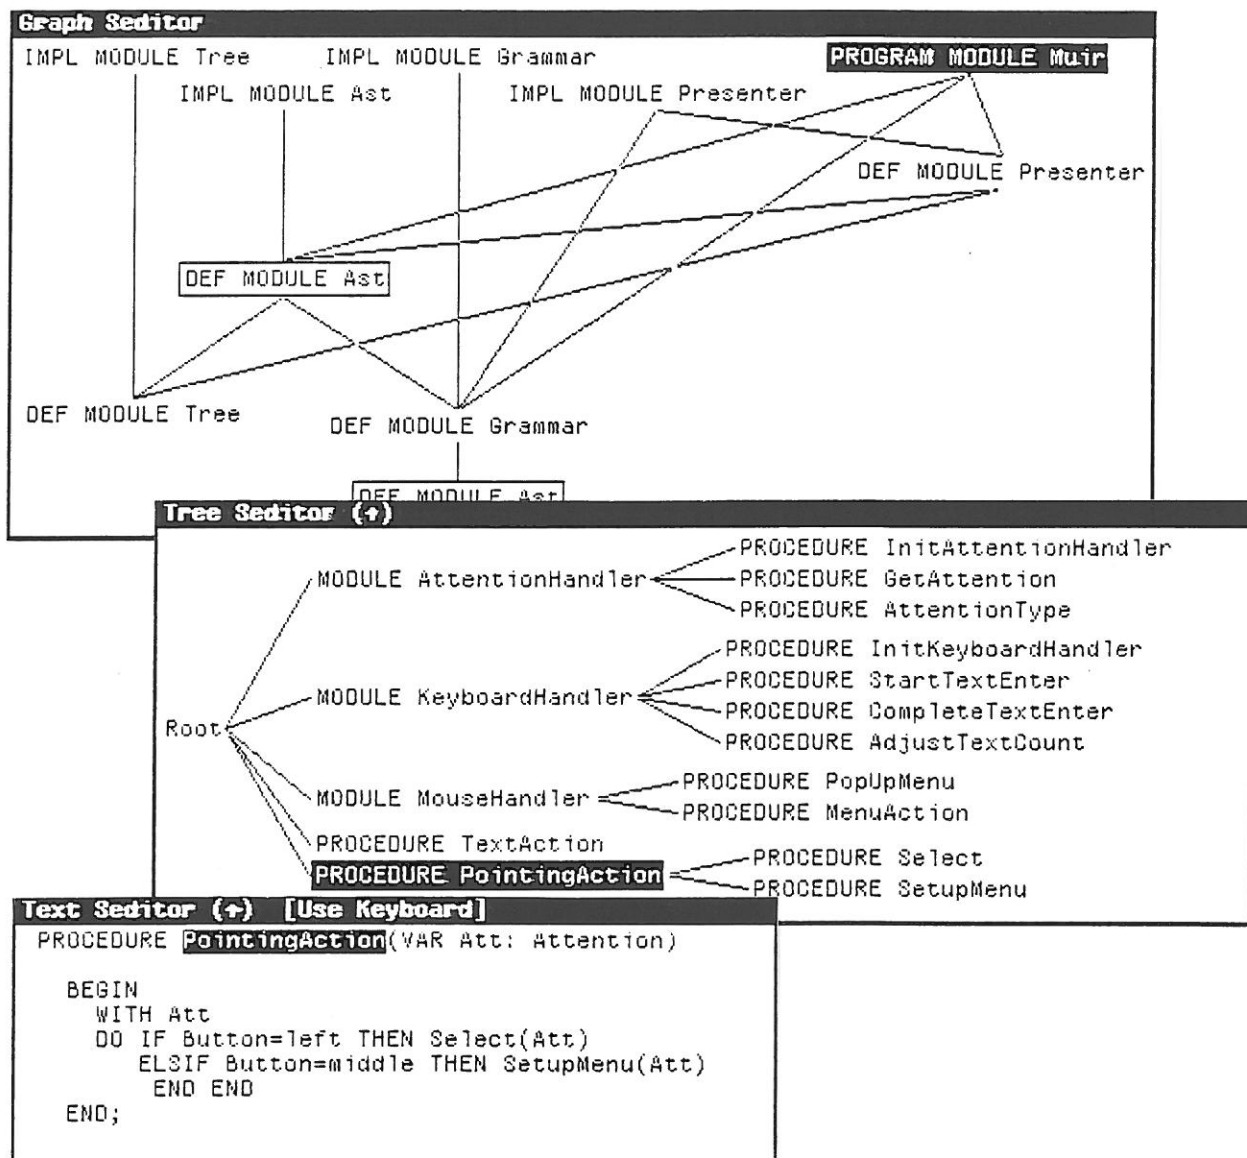 Graph Seditor
IMPL MODULE Tree IMPL MODULE Grammar PROGRAM MODULE Muir
IMPL MODULE Ast IMPL MODULE Presenter
DEF MODULE Presenter
DEF MODULE Ast
DEF MODULE Tree
DEF MODULE Grammar
DEF MODULE Ast
Tree Seditor (+)
PROCEDURE InitAttentionHandler
MODULE AttentionHandler PROCEDURE GetAttention
PROCEDURE AttentionType
PROCEDURE InitKeyboardHandler
PROCEDURE StartTextEnter
MODULE KeyboardHandler
PROCEDURE CompleteTextEnter
Root
PROCEDURE AdjustTextCount
PROCEDURE PopUpMenu
MODULE MouseHandler
PROCEDURE MenuAction
PROCEDURE TextAction
PROCEDURE Select
PROCEDURE PointingAction
PROCEDURE SetupMenu
Text Seditor (+) [Use Keyboard]
PROCEDURE PointingAction(VAR Att: Attention)
BEGIN
WITH Att
DO IF Button=left THEN Select(Att)
ELSIF Button=middle THEN SetupMenu(Att)
END END
END;